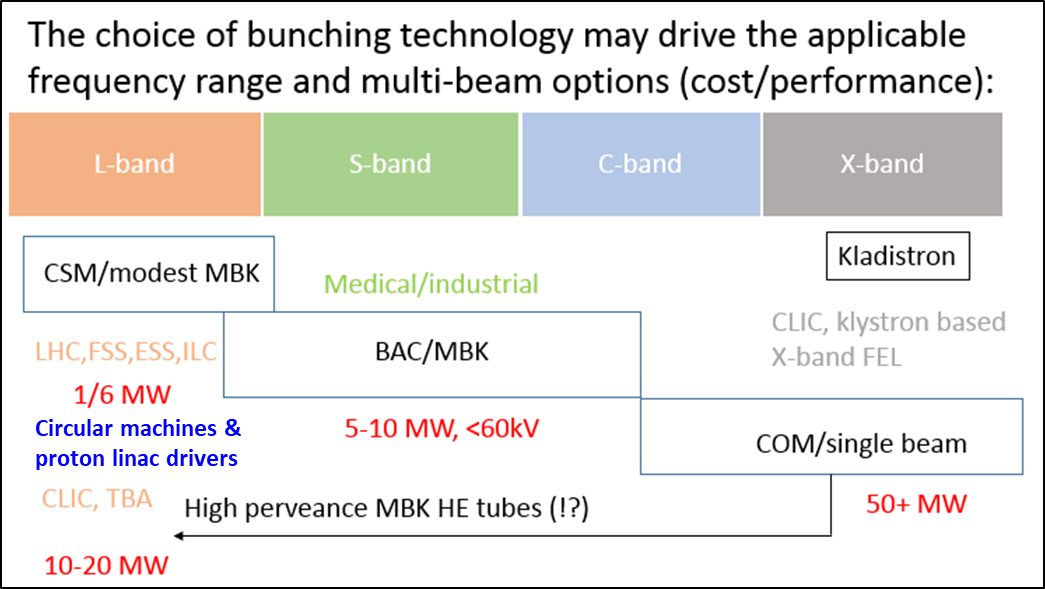 The choice of bunching technology may drive the applicable
frequency range and multi-beam options (cost/performance):
L-band
S-band
C-band
X-band
CSM/modest MBK
Medical/industrial
Kladistron
LHC,FSS,ESS,ILC
BAC/MBK
CLIC, klystron based
X-band FEL
1/6 MW
Circular machines &
proton linac drivers
5-10 MW, <60kV
COM/single beam
CLIC, TBA
High perveance MBK HE tubes (!?)
50+ MW
10-20 MW